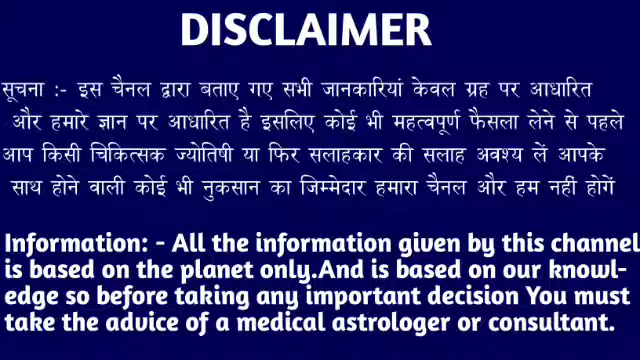 DISCLAIMER
सूचना :- इस चैनल द्वारा बताए गए सभी जानकारियां केवल ग्रह पर आधारित
और हमारे ज्ञान पर आधारित है इसलिए कोई भी महत्वपूर्ण फैसला लेने से पहले
आप किसी चिकित्सक ज्योतिषी या फिर सलाहकार की सलाह अवश्य लें आपके
साथ होने वाली कोई भी नुकसान का जिम्मेदार हमारा चैनल और हम नहीं होगें
Information: - All the information given by this channel
is based on the planet only.And is based on our knowl-
edge so before taking any important decision You must
take the advice of a medical astrologer or consultant.